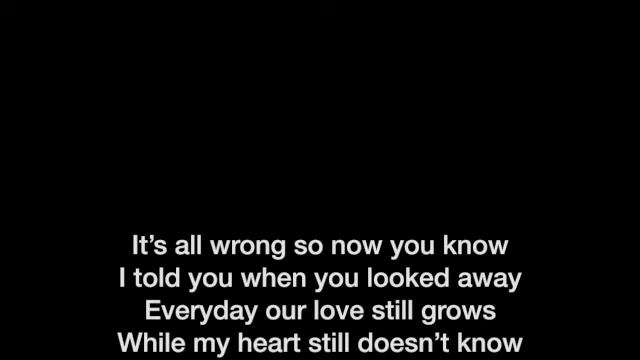 It’s all wrong so now you know
I told you when you looked away
Everyday our love still grows
While my heart still doesn’t know